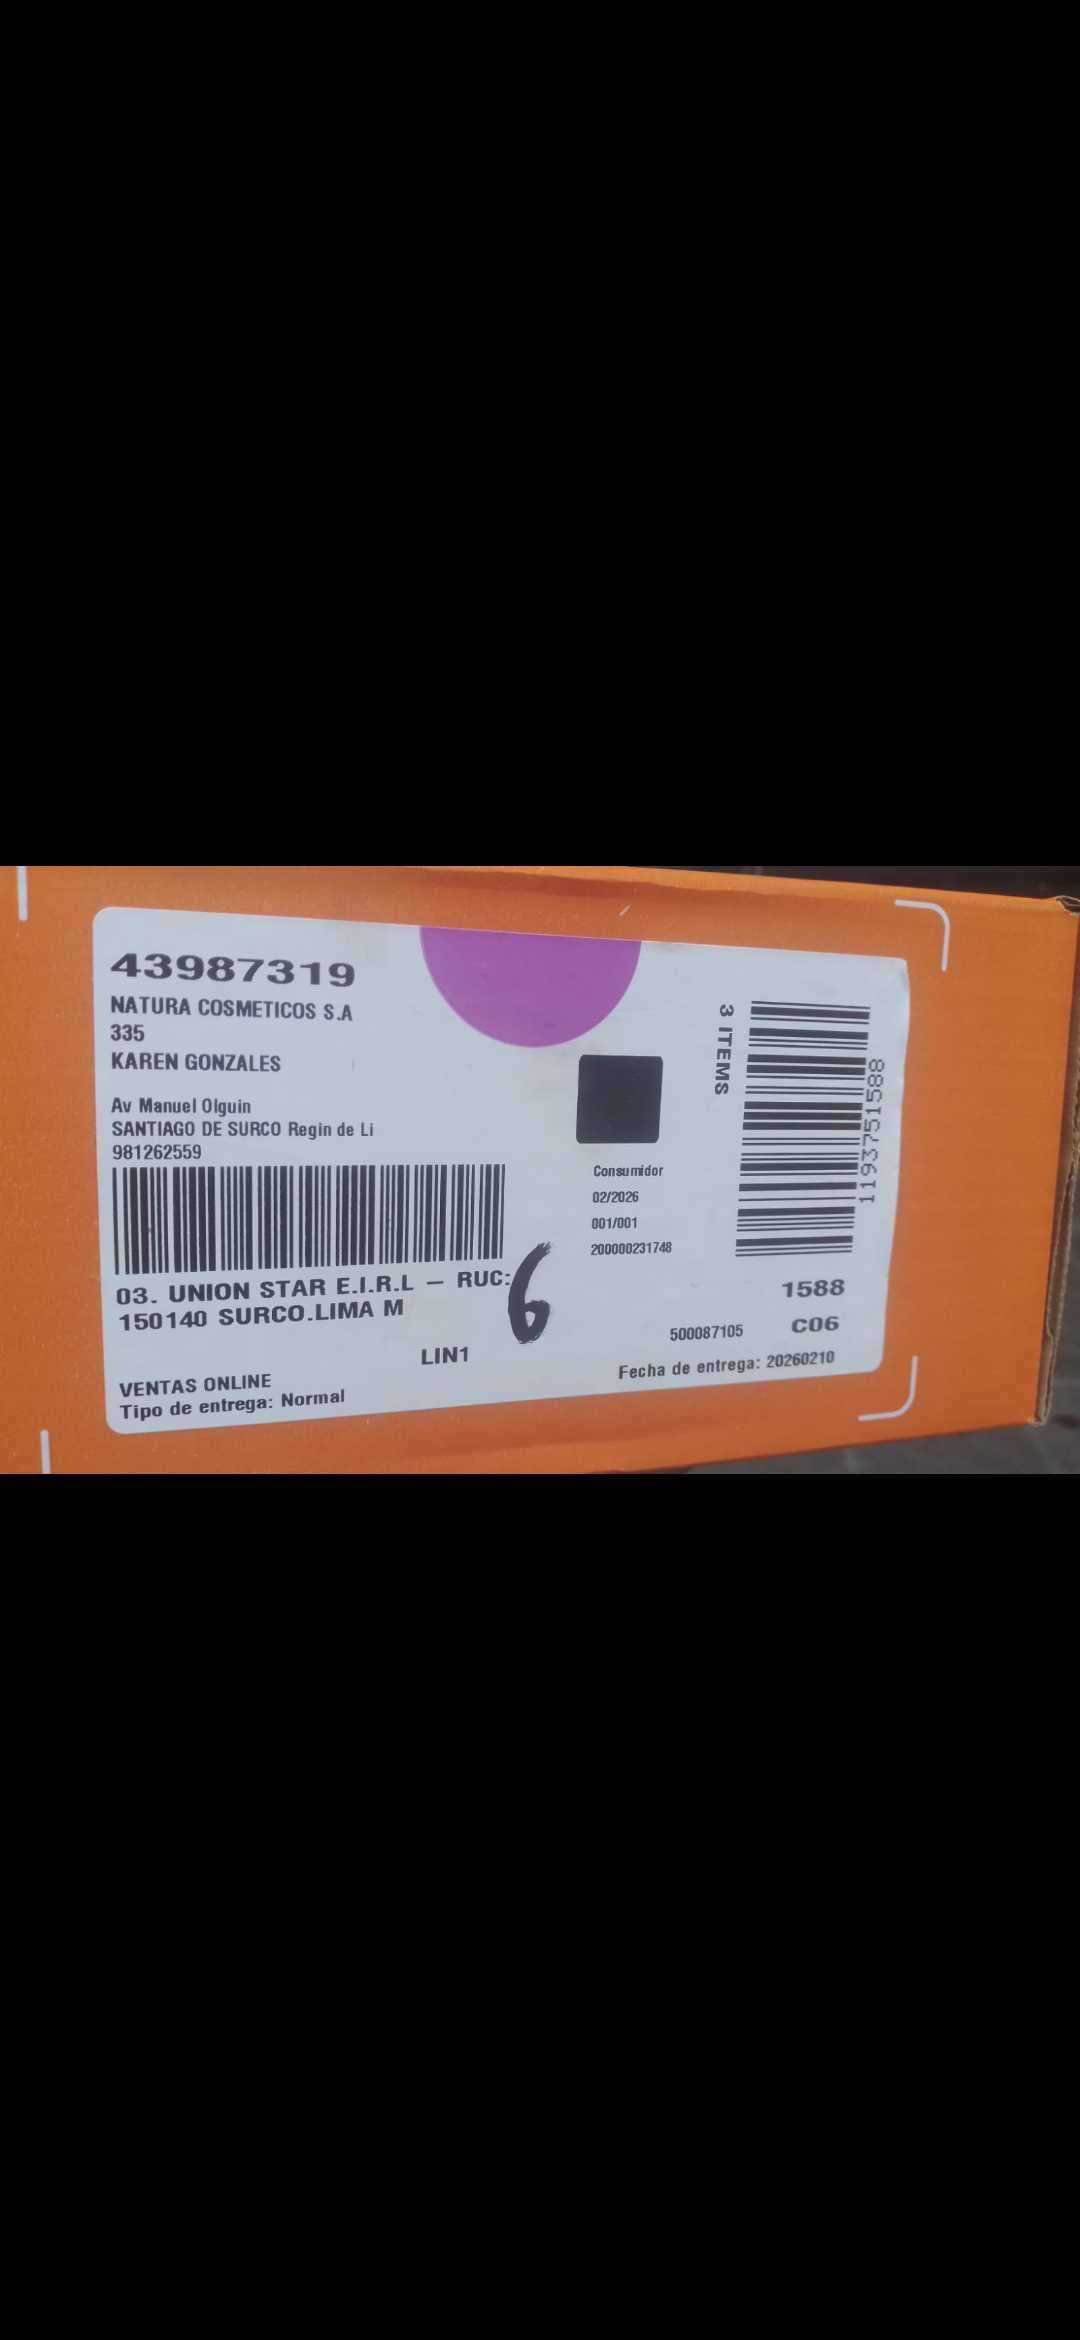 43987319
NATURA COSMETICOS S.A
335
KAREN GONZALES
Av Manuel Olguin
SANTIAGO DE SURCO Regin de Li
981262559
03. UNION STAR E.I.R.L – RUC:
150140 SURCO.LIMA M
6
LIN1
VENTAS ONLINE
Tipo de entrega: Normal
Consumidor
02/2026
001/001
200000231748
3 ITEMS
119375151588
1588
500087105
C06
Fecha de entrega: 20260210